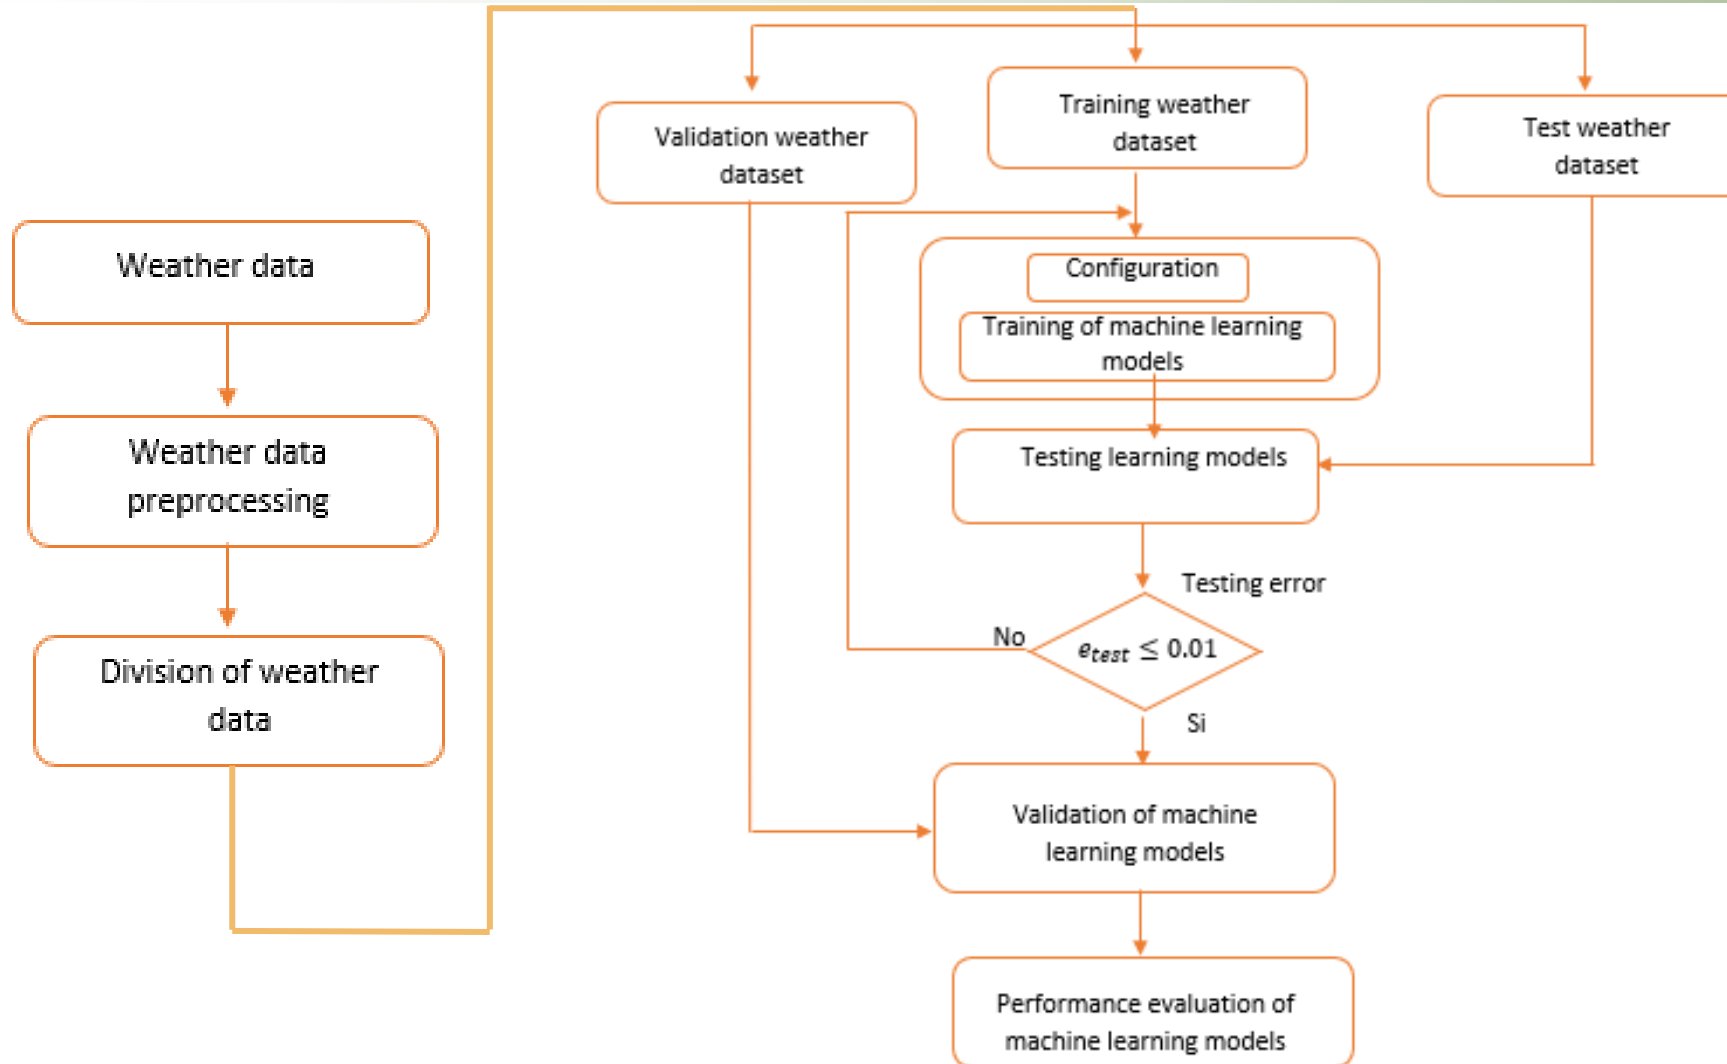 Weather data
Weather data
preprocessing
Division of weather
data
Validation weather
dataset
Training weather
dataset
Test weather
dataset
Configuration
Training of machine learning
models
Testing learning models
Testing error
No
e_test ≤ 0.01
Si
Validation of machine
learning models
Performance evaluation of
machine learning models